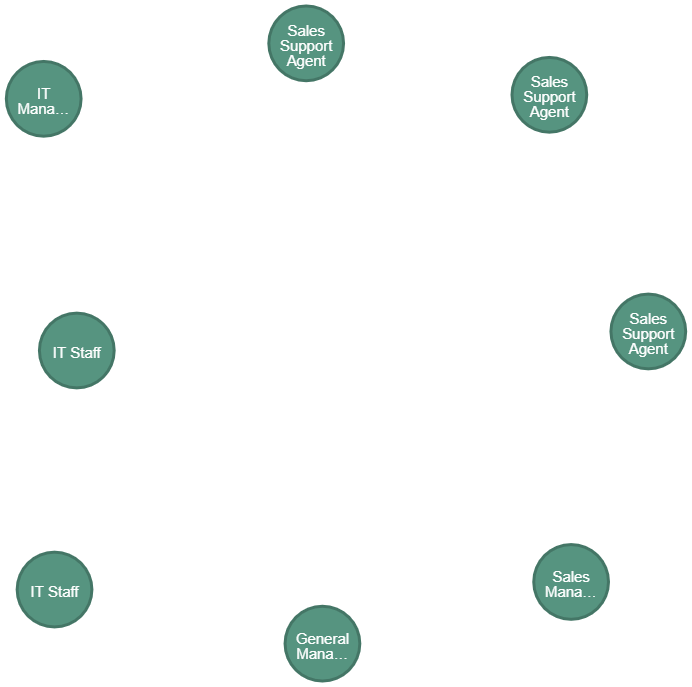 Sales
Support
Agent
IT
Mana...
Sales
Support
Agent
Sales
Support
Agent
IT Staff
Sales
Mana...
IT Staff
General
Mana...